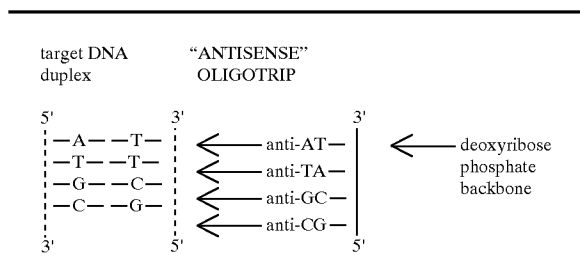 target DNA
duplex
“ANTISENSE”
OLIGOTRIP
5' 3' 3'
A T anti-AT
T T anti-TA
G C anti-GC
C G anti-CG
3' 5' 5'
deoxyribose
phosphate
backbone